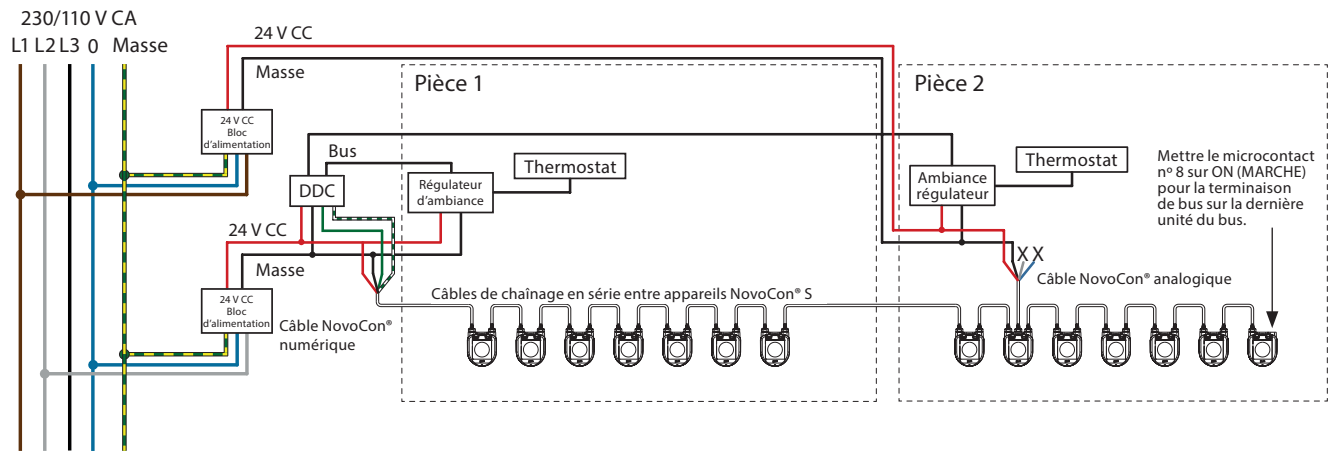 230/110 V CA
L1 L2 L3 0 Masse
24 V CC
Masse
24 V CC
Bloc
d'alimentation
Pièce 1
Pièce 2
Bus
DDC
Régulateur
d'ambiance
Thermostat
Ambiance
régulateur
Thermostat
Mettre le microcontact
nº 8 sur ON (MARCHE)
pour la terminaison
de bus sur la dernière
unité du bus.
24 V CC
Masse
24 V CC
Bloc
d'alimentation
Câble NovoCon®
numérique
Câbles de chaînage en série entre appareils NovoCon® S
X X
Câble NovoCon® analogique